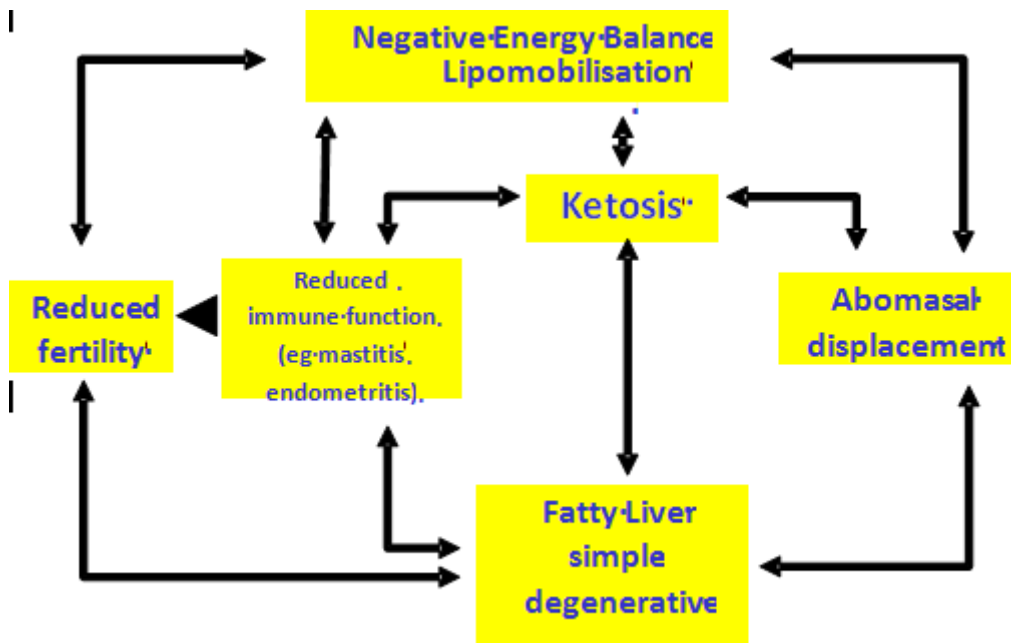 Negative·Energy·Balance
Lipomobilisation
Ketosis
Reduced
immune·function,
(eg·mastitis,
endometritis).
Reduced
fertility
Abomasal
displacement
Fatty·Liver
simple
degenerative